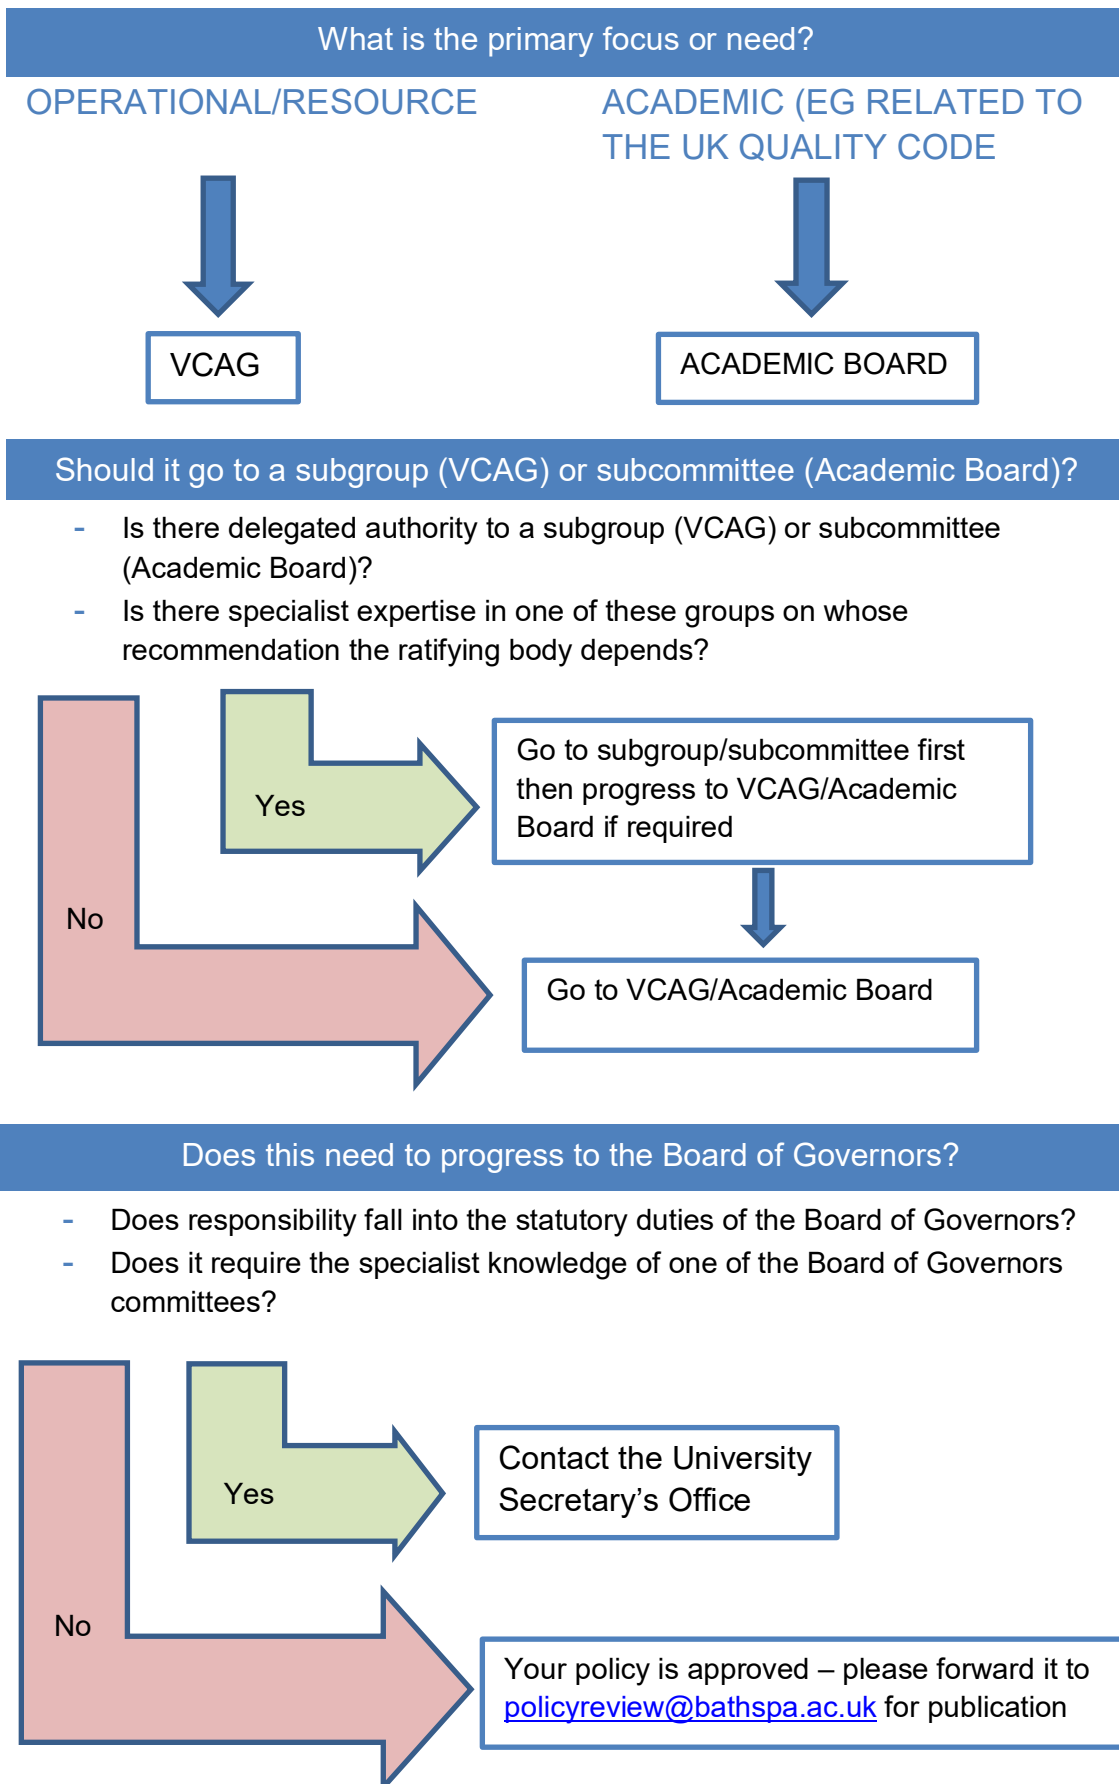 What is the primary focus or need?
OPERATIONAL/RESOURCE
ACADEMIC (EG RELATED TO
THE UK QUALITY CODE
VCAG
ACADEMIC BOARD
Should it go to a subgroup (VCAG) or subcommittee (Academic Board)?
- Is there delegated authority to a subgroup (VCAG) or subcommittee
(Academic Board)?
- Is there specialist expertise in one of these groups on whose
recommendation the ratifying body depends?
Yes
Go to subgroup/subcommittee first
then progress to VCAG/Academic
Board if required
No
Go to VCAG/Academic Board
Does this need to progress to the Board of Governors?
- Does responsibility fall into the statutory duties of the Board of Governors?
- Does it require the specialist knowledge of one of the Board of Governors
committees?
Yes
Contact the University
Secretary’s Office
No
Your policy is approved – please forward it to
policyreview@bathspa.ac.uk for publication